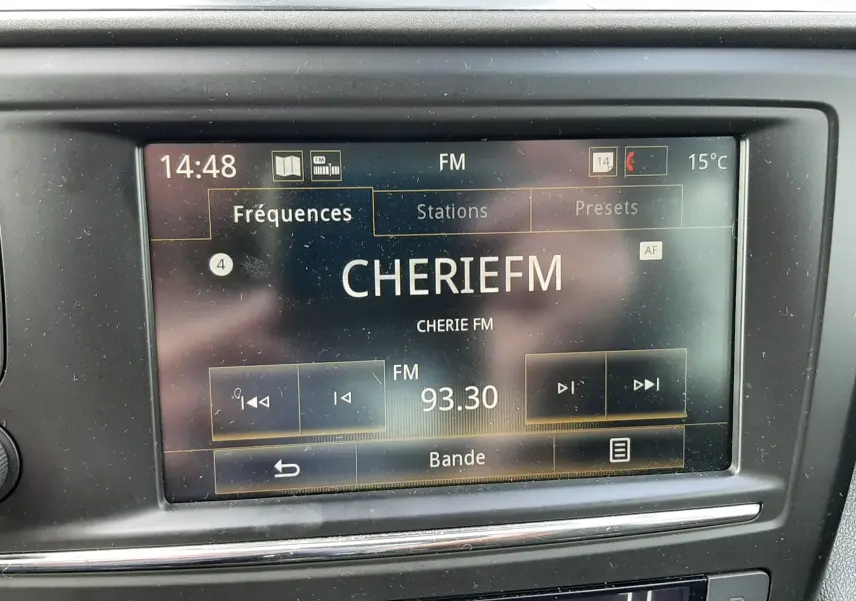 14:48 FM 14 15°C
Fréquences Stations Presets
4 AF
CHERIEFM
CHERIE FM
FM
93.30
Bande